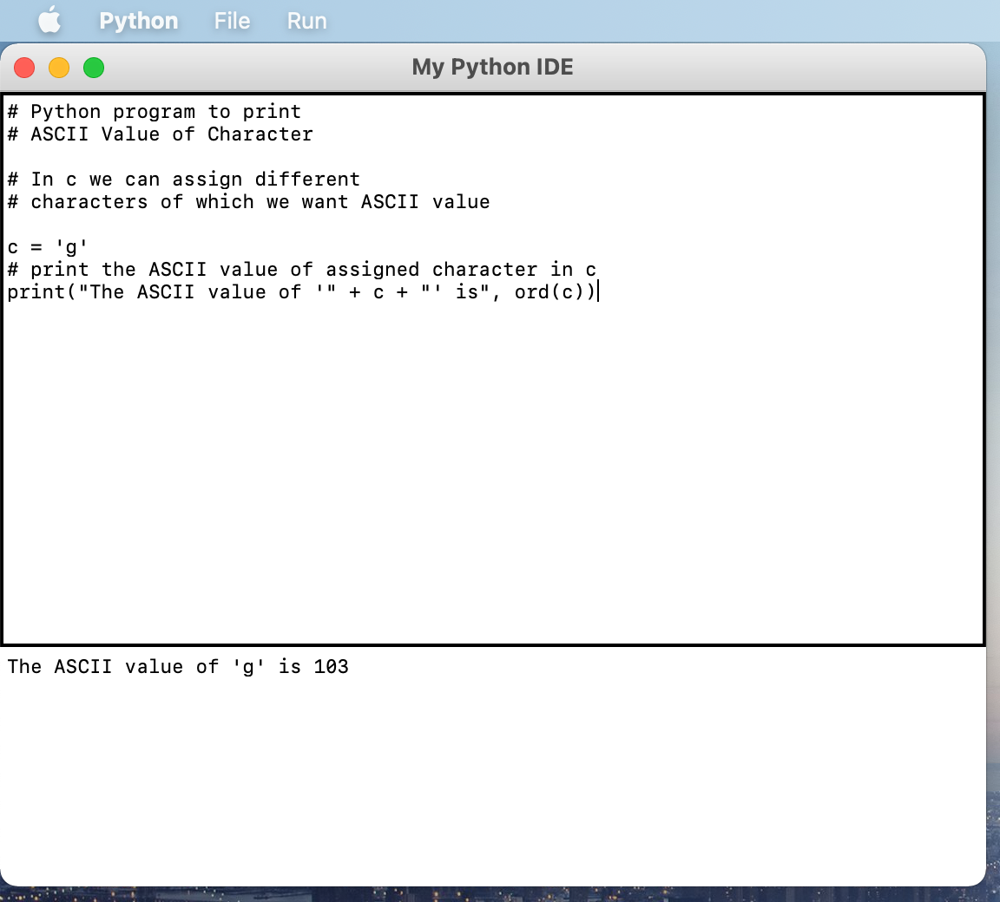 Python File Run
My Python IDE
# Python program to print
# ASCII Value of Character
# In c we can assign different
# characters of which we want ASCII value
c = 'g'
# print the ASCII value of assigned character in c
print("The ASCII value of '" + c + "' is", ord(c))
The ASCII value of 'g' is 103